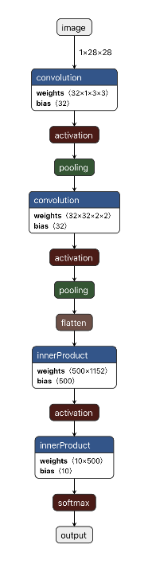 image
1×28×28
convolution
weights ⟨32×1×3×3⟩
bias ⟨32⟩
activation
pooling
convolution
weights ⟨32×32×2×2⟩
bias ⟨32⟩
activation
pooling
flatten
innerProduct
weights ⟨500×1152⟩
bias ⟨500⟩
activation
innerProduct
weights ⟨10×500⟩
bias ⟨10⟩
softmax
output